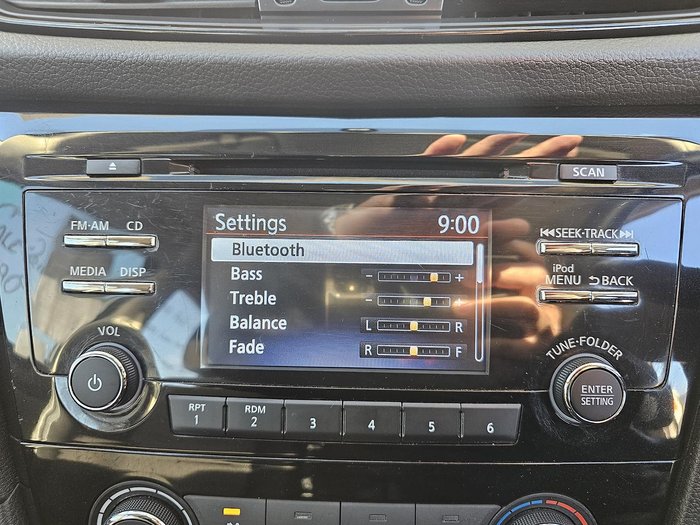 SCAN
FM·AM CD
Settings 9:00
SEEK·TRACK
Bluetooth
MEDIA DISP
Bass - +
iPod
MENU BACK
Treble - +
Balance L R
Fade R F
VOL
TUNE·FOLDER
ENTER
SETTING
RPT
1
RDM
2
3
4
5
6